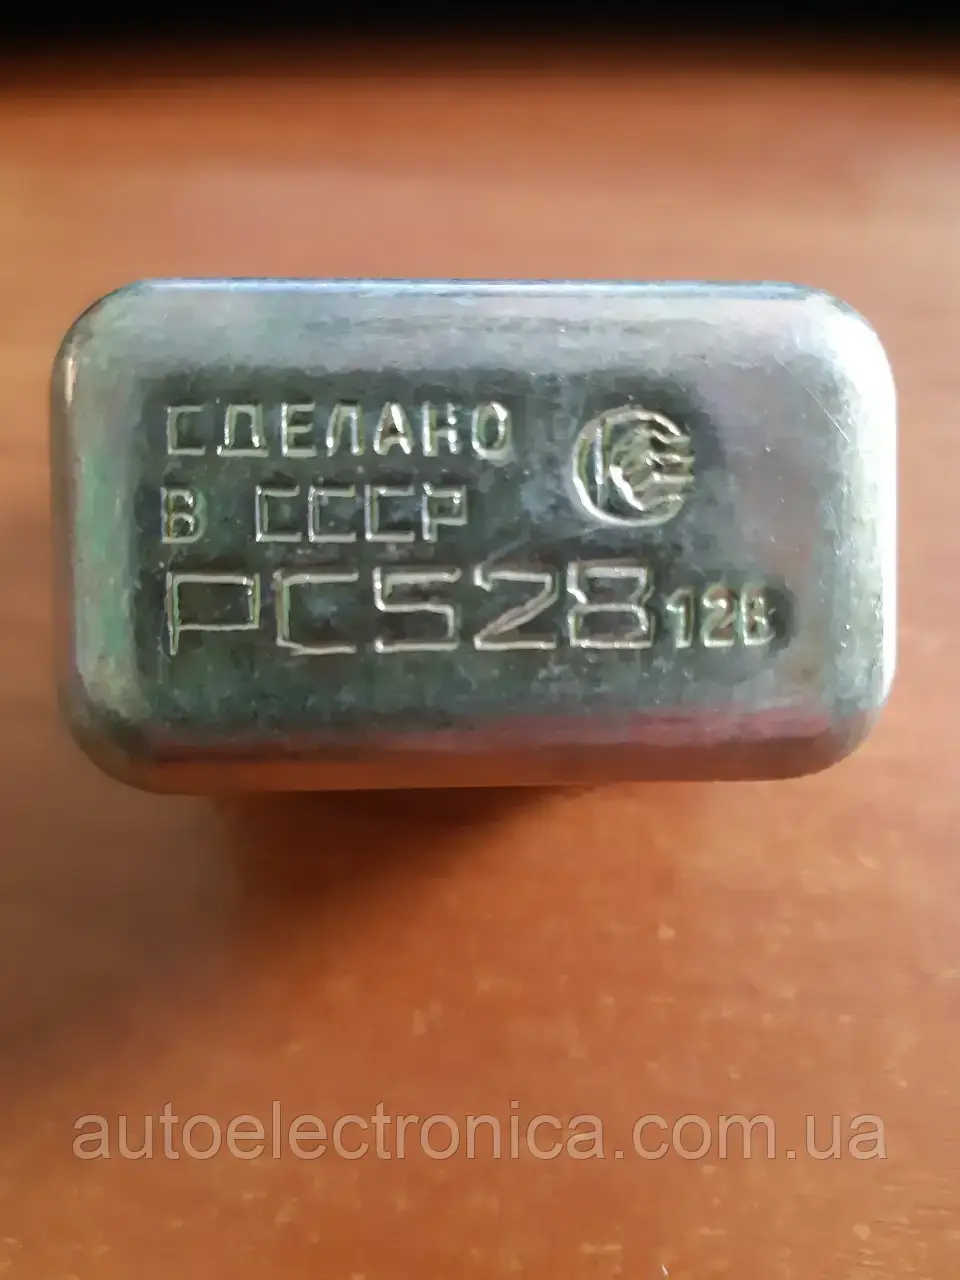 СДЕЛАНО
В СССР
РС528 12В
autoelectronica.com.ua